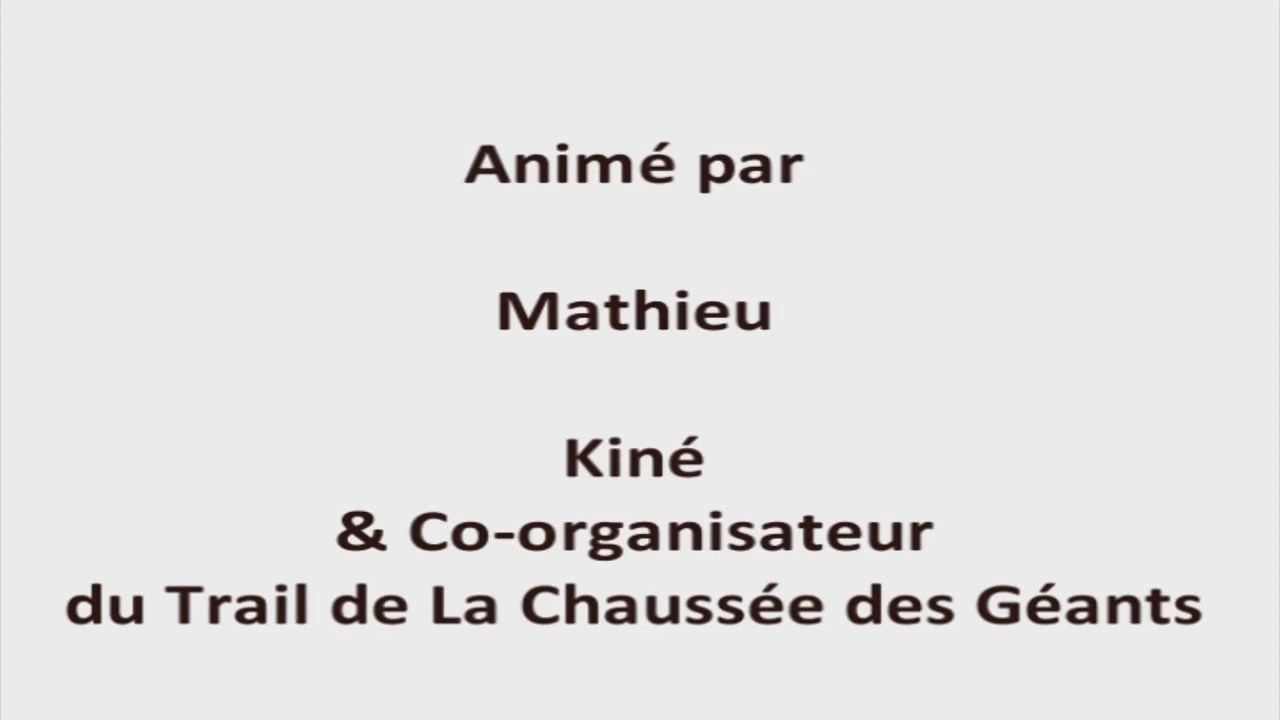 Animé par
Mathieu
Kiné
& Co-organisateur
du Trail de La Chaussée des Géants